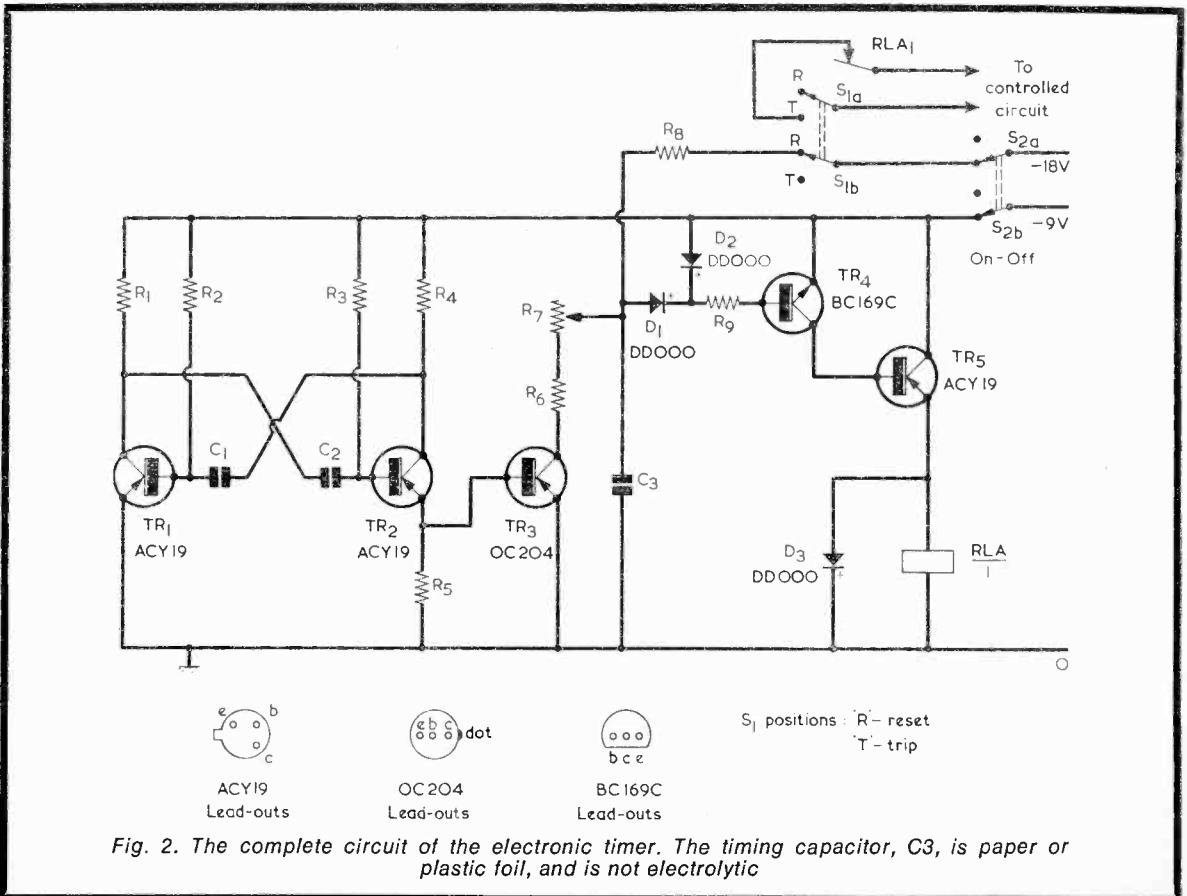 RLA1
To
controlled
circuit
R
S1a
T
R
S2a
R8
-18V
T
S1b
-9V
S2b
On-Off
D2
DD000
TR4
BC169C
R1
R2
R3
R4
R7
D1
DD000
R9
TR5
ACY19
R6
C1
C2
C3
TR1
ACY19
TR2
ACY19
TR3
OC204
D3
DD000
RLA
1
R5
O
e b
c
e b c
dot
b c e
S1 positions : 'R' - reset
'T' - trip
ACY19
Lead-outs
OC204
Lead-outs
BC169C
Lead-outs
Fig. 2. The complete circuit of the electronic timer. The timing capacitor, C3, is paper or
plastic foil, and is not electrolytic